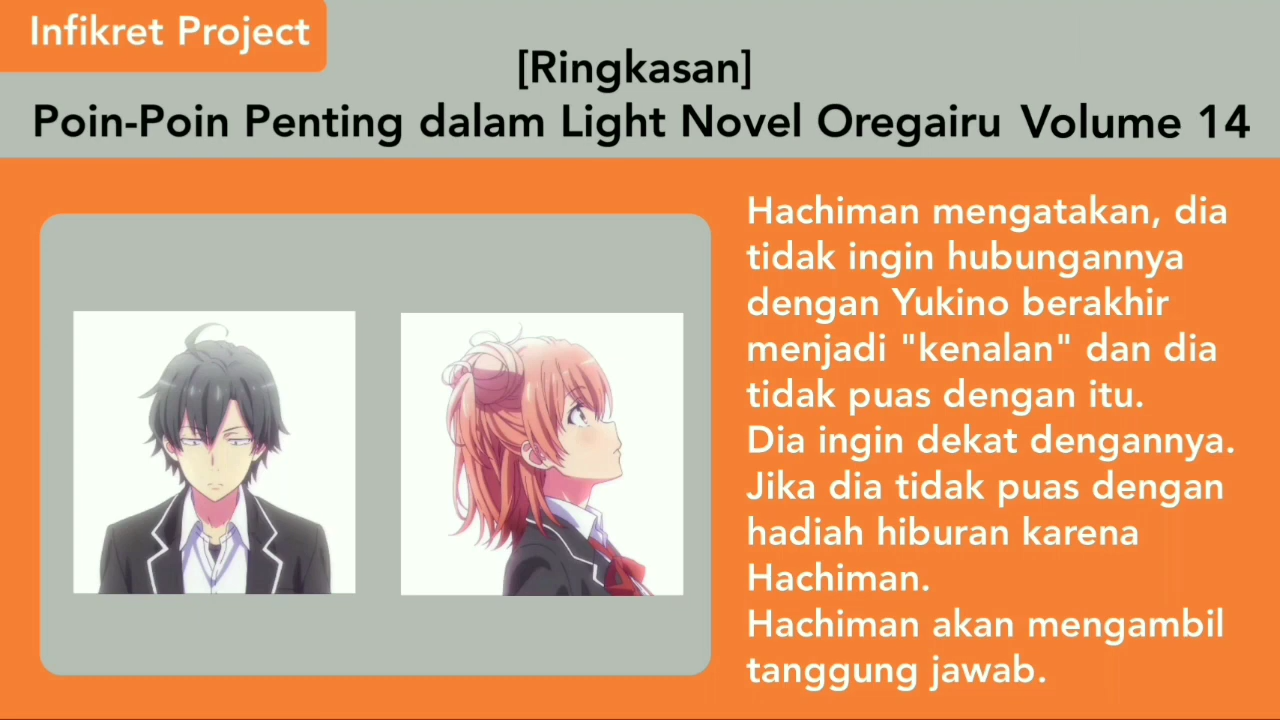 Infikret Project
[Ringkasan]
Poin-Poin Penting dalam Light Novel Oregairu Volume 14
Hachiman mengatakan, dia
tidak ingin hubungannya
dengan Yukino berakhir
menjadi "kenalan" dan dia
tidak puas dengan itu.
Dia ingin dekat dengannya.
Jika dia tidak puas dengan
hadiah hiburan karena
Hachiman.
Hachiman akan mengambil
tanggung jawab.